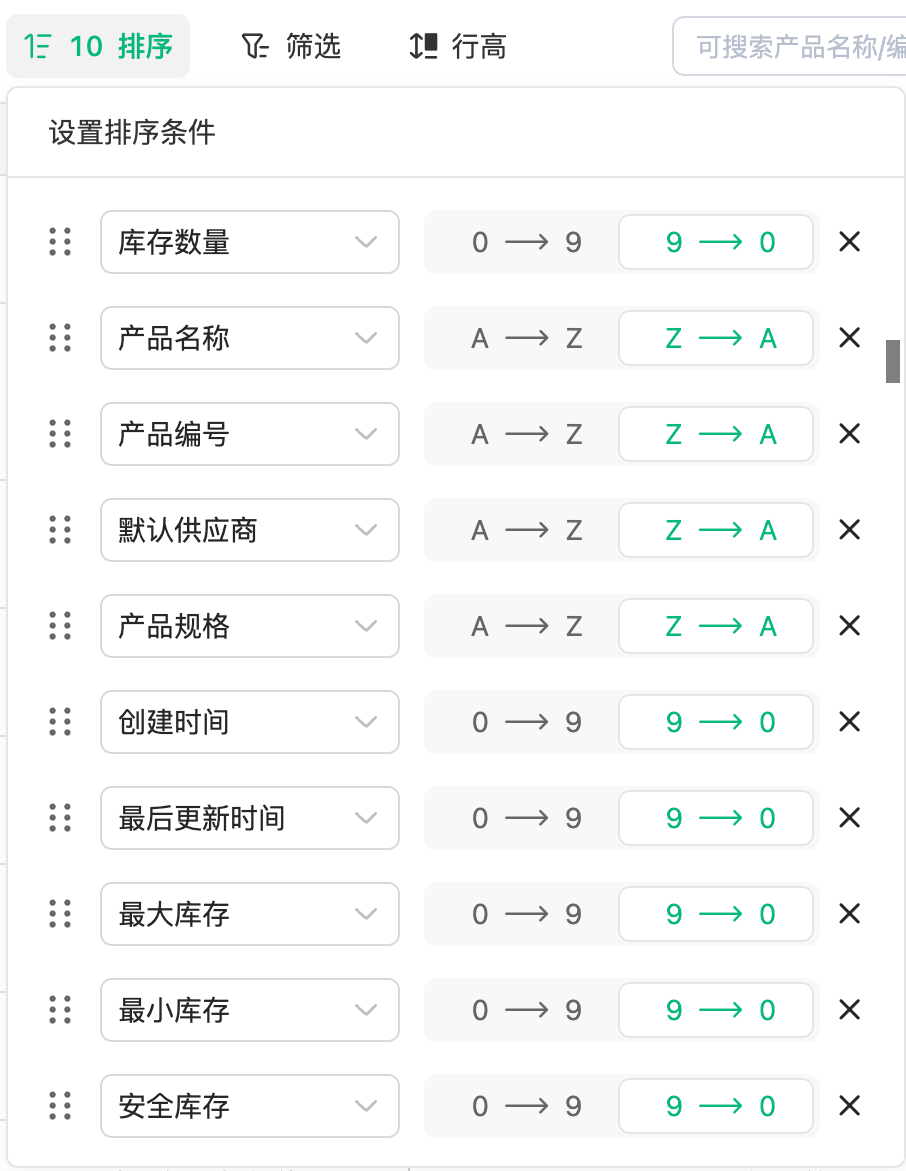 10 排序 筛选 行高 可搜索产品名称/编
设置排序条件
库存数量 0 → 9 9 → 0
产品名称 A → Z Z → A
产品编号 A → Z Z → A
默认供应商 A → Z Z → A
产品规格 A → Z Z → A
创建时间 0 → 9 9 → 0
最后更新时间 0 → 9 9 → 0
最大库存 0 → 9 9 → 0
最小库存 0 → 9 9 → 0
安全库存 0 → 9 9 → 0